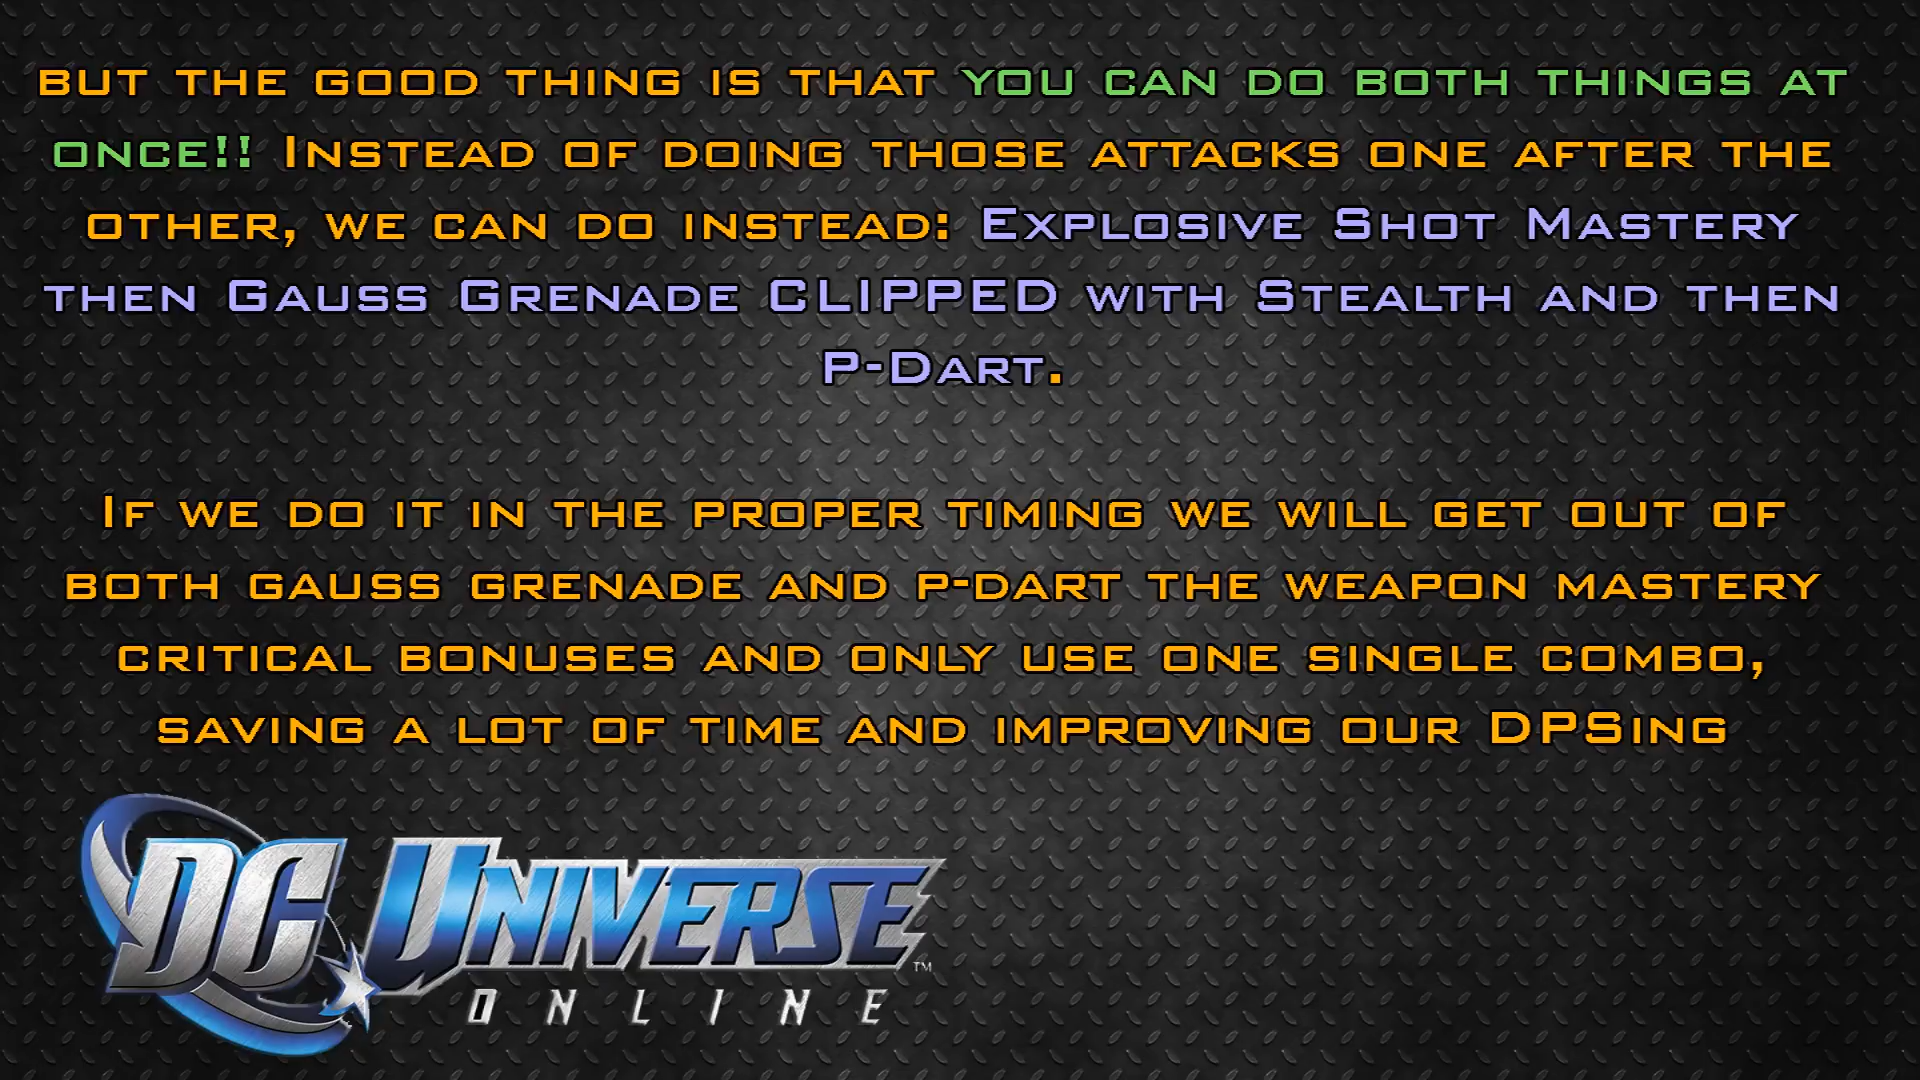 but the good thing is that you can do both things at
once!! Instead of doing those attacks one after the
other, we can do instead: Explosive Shot Mastery
then Gauss Grenade CLIPPED with Stealth and then
P-Dart.
If we do it in the proper timing we will get out of
both gauss grenade and p-dart the weapon mastery
critical bonuses and only use one single combo,
saving a lot of time and improving our DPSing
DC Universe™
ONLINE